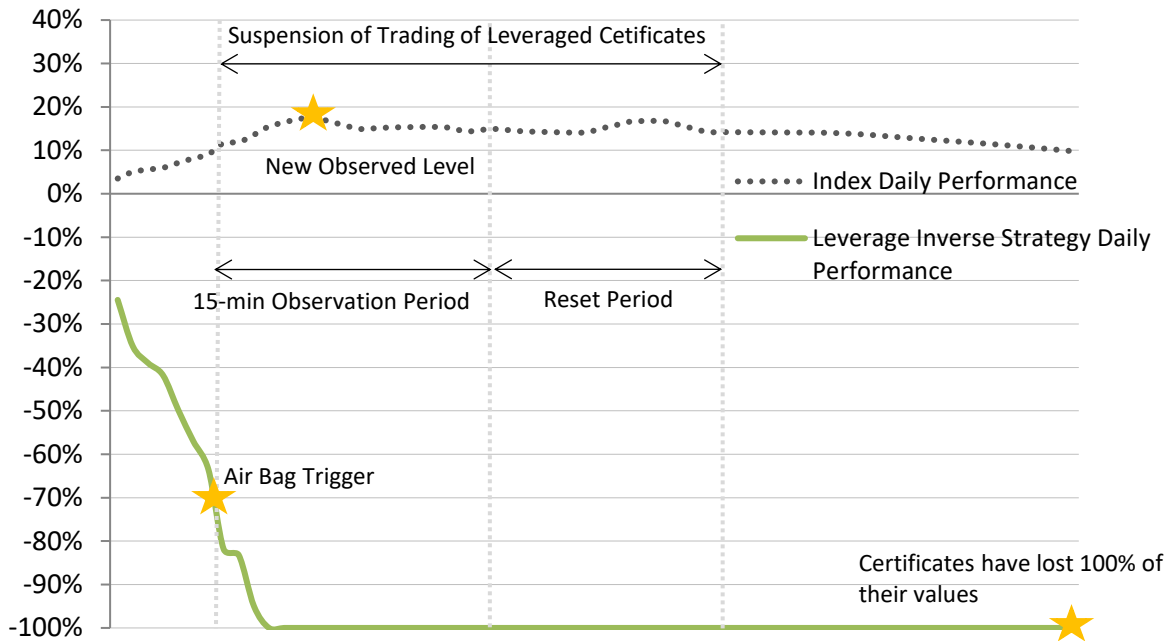 40%
Suspension of Trading of Leveraged Cetificates
30%
20%
10%
New Observed Level
Index Daily Performance
0%
-10%
Leverage Inverse Strategy Daily
Performance
-20%
15-min Observation Period
Reset Period
-30%
-40%
-50%
-60%
Air Bag Trigger
-70%
-80%
Certificates have lost 100% of
their values
-90%
-100%